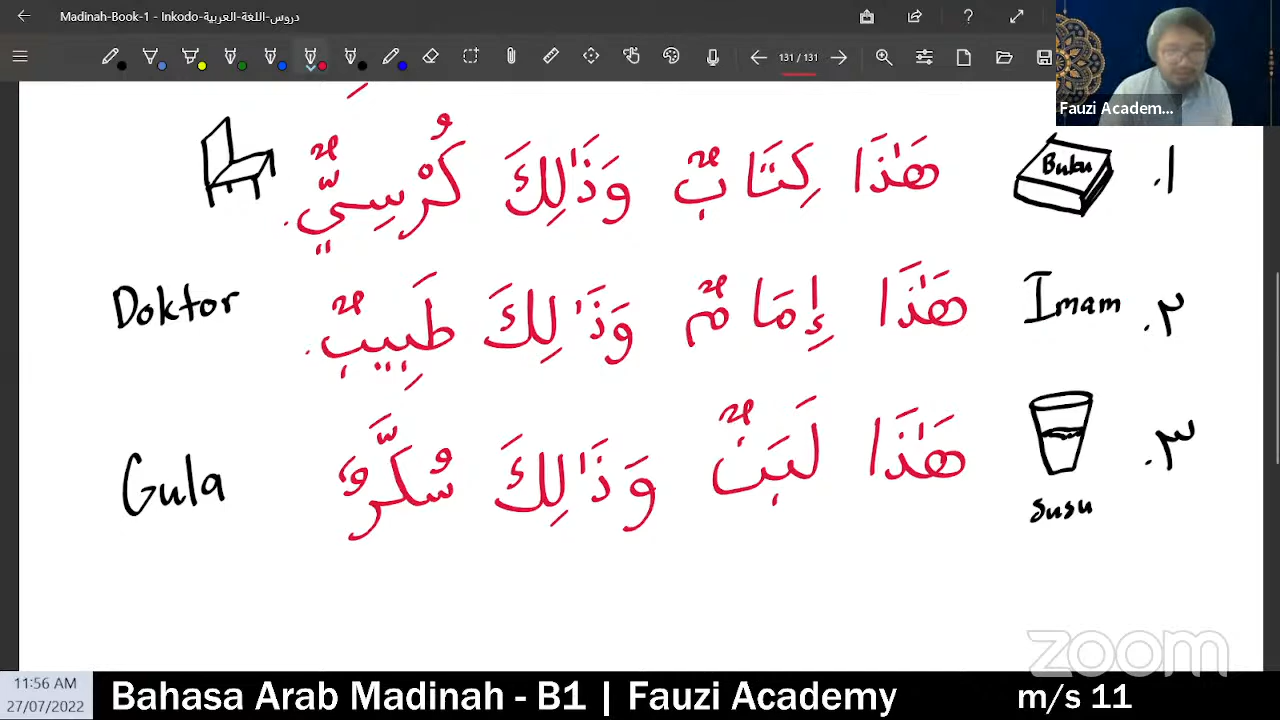 Madinah-Book-1 - Inkodo-دروس-اللغة-العربية
131 / 131
Fauzi Academ...
١. Buku هَٰذَا كِتَابٌ وَذَٰلِكَ كُرْسِيٌّ.
٢. Imam هَٰذَا إِمَامٌ وَذَٰلِكَ طَبِيبٌ. Doktor
٣. هَٰذَا لَبَنٌ وَذَٰلِكَ سُكَّرٌ Gula
susu
zoom
11:56 AM
27/07/2022
Bahasa Arab Madinah - B1 | Fauzi Academy m/s 11